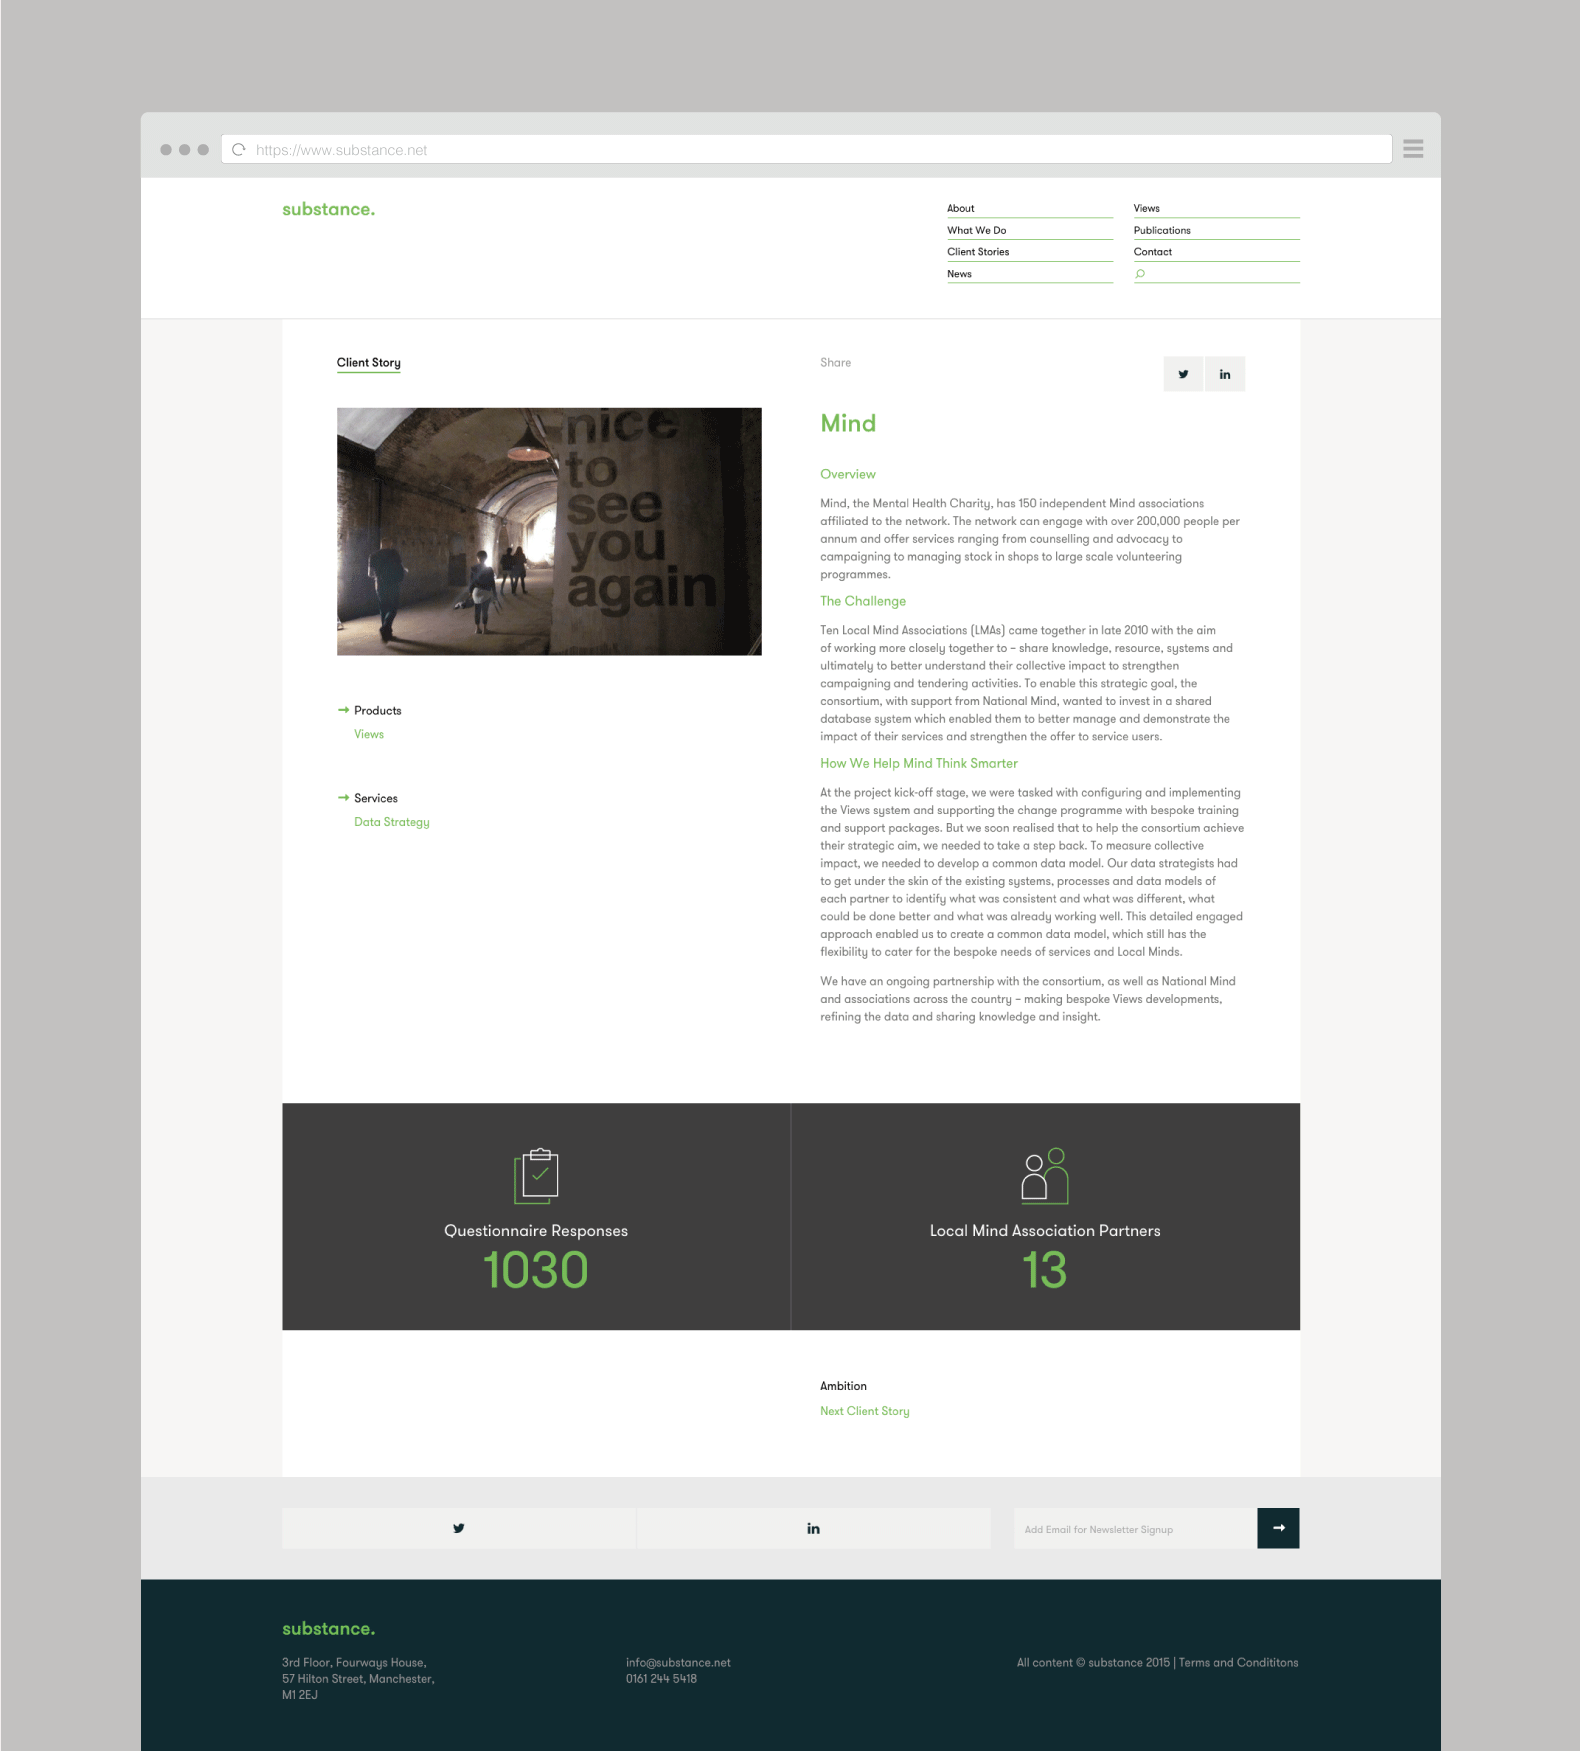 https://www.substance.net
substance.
About
What We Do
Client Stories
News
Views
Publications
Contact
Client Story
nice
to
see
you
again
Products
Views
Services
Data Strategy
Share
Mind
Overview
Mind, the Mental Health Charity, has 150 independent Mind associations
affiliated to the network. The network can engage with over 200,000 people per
annum and offer services ranging from counselling and advocacy to
campaigning to managing stock in shops to large scale volunteering
programmes.
The Challenge
Ten Local Mind Associations (LMAs) came together in late 2010 with the aim
of working more closely together to – share knowledge, resource, systems and
ultimately to better understand their collective impact to strengthen
campaigning and tendering activities. To enable this strategic goal, the
consortium, with support from National Mind, wanted to invest in a shared
database system which enabled them to better manage and demonstrate the
impact of their services and strengthen the offer to service users.
How We Help Mind Think Smarter
At the project kick-off stage, we were tasked with configuring and implementing
the Views system and supporting the change programme with bespoke training
and support packages. But we soon realised that to help the consortium achieve
their strategic aim, we needed to take a step back. To measure collective
impact, we needed to develop a common data model. Our data strategists had
to get under the skin of the existing systems, processes and data models of
each partner to identify what was consistent and what was different, what
could be done better and what was already working well. This detailed engaged
approach enabled us to create a common data model, which still has the
flexibility to cater for the bespoke needs of services and Local Minds.
We have an ongoing partnership with the consortium, as well as National Mind
and associations across the country – making bespoke Views developments,
refining the data and sharing knowledge and insight.
Questionnaire Responses
1030
Local Mind Association Partners
13
Ambition
Next Client Story
in
Add Email for Newsletter Signup
substance.
3rd Floor, Fourways House,
57 Hilton Street, Manchester,
M1 2EJ
info@substance.net
0161 244 5418
All content © substance 2015 | Terms and Condititons